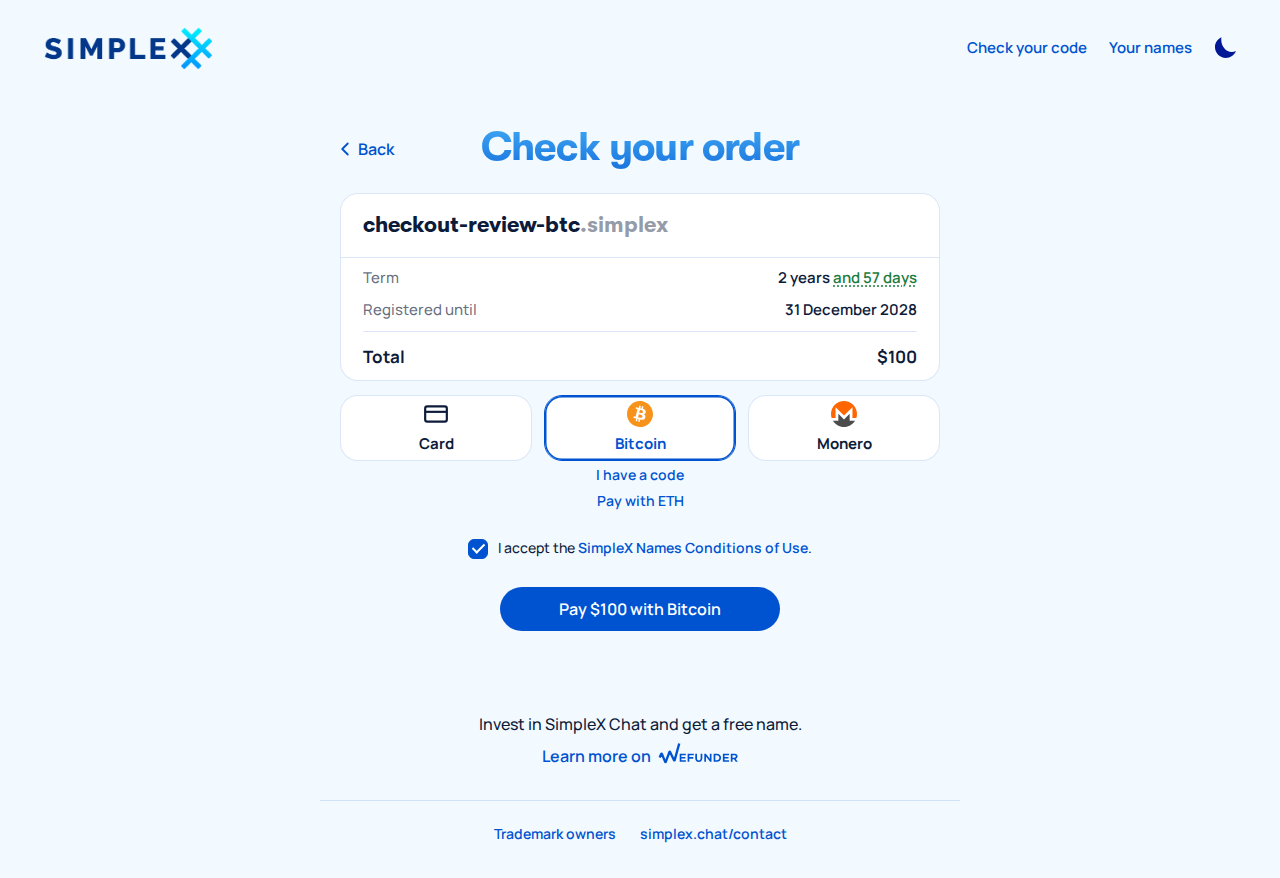 SIMPLEX
Check your code
Your names
Back
Check your order
checkout-review-btc.simplex
Term
2 years and 57 days
Registered until
31 December 2028
Total
$100
Card
Bitcoin
Monero
I have a code
Pay with ETH
I accept the SimpleX Names Conditions of Use.
Pay $100 with Bitcoin
Invest in SimpleX Chat and get a free name.
Learn more on WEFUNDER
Trademark owners
simplex.chat/contact